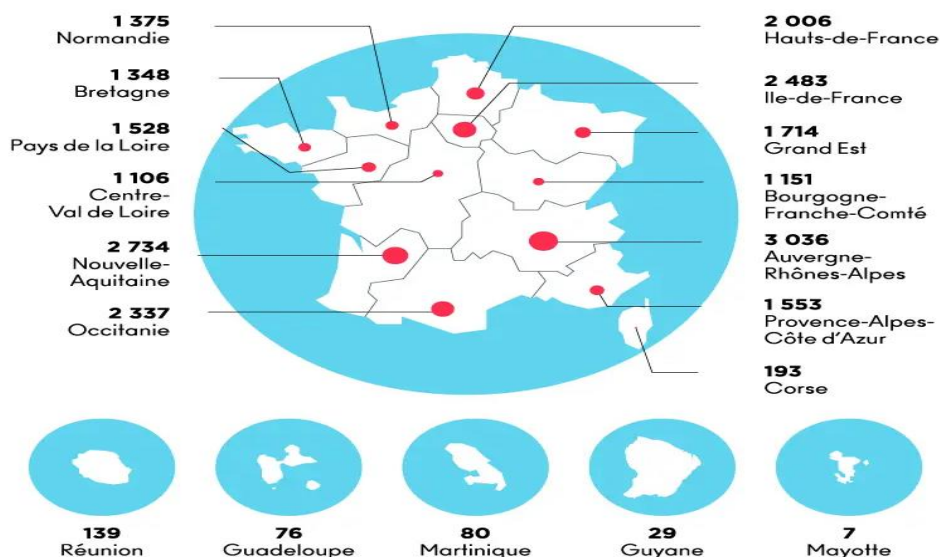 1 375
Normandie
1 348
Bretagne
1 528
Pays de la Loire
1 106
Centre-
Val de Loire
2 734
Nouvelle-
Aquitaine
2 337
Occitanie
2 006
Hauts-de-France
2 483
Ile-de-France
1 714
Grand Est
1 151
Bourgogne-
Franche-Comté
3 036
Auvergne-
Rhônes-Alpes
1 553
Provence-Alpes-
Côte d'Azur
193
Corse
139
Réunion
76
Guadeloupe
80
Martinique
29
Guyane
7
Mayotte